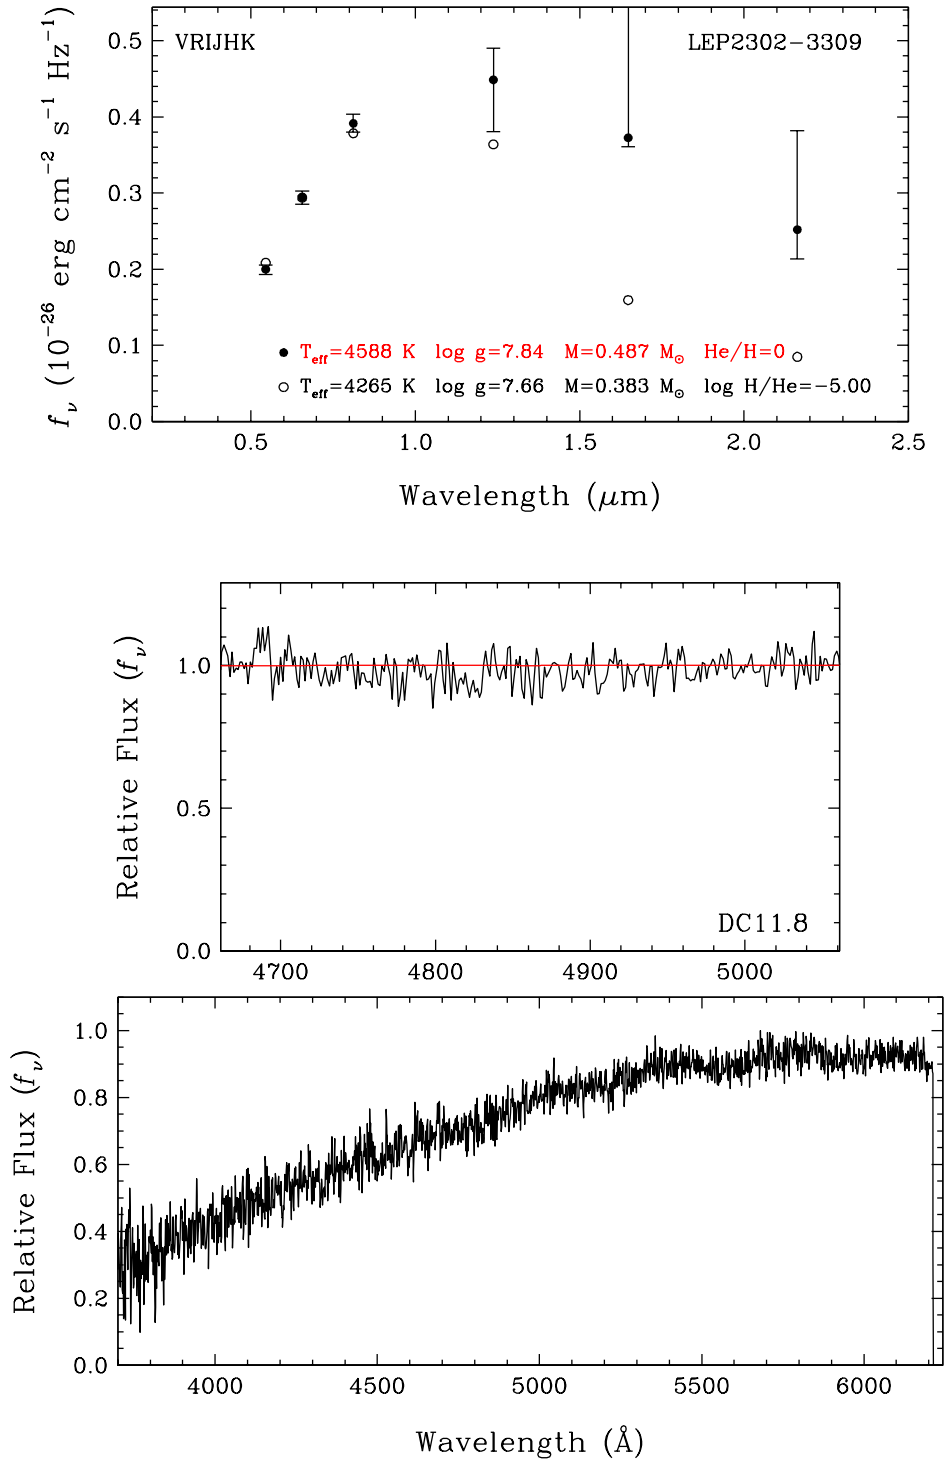 VRIJHK LEP2302−3309
0.5
0.4
0.3
0.2
0.1
0.0
f_ν (10^−26 erg cm^−2 s^−1 Hz^−1)
T_eff=4588 K log g=7.84 M=0.487 M_⊙ He/H=0
T_eff=4265 K log g=7.66 M=0.383 M_⊙ log H/He=−5.00
0.5 1.0 1.5 2.0 2.5
Wavelength (μm)
1.0
0.5
0.0
Relative Flux (f_ν)
DC11.8
4700 4800 4900 5000
1.0
0.8
0.6
0.4
0.2
0.0
Relative Flux (f_ν)
4000 4500 5000 5500 6000
Wavelength (Å)